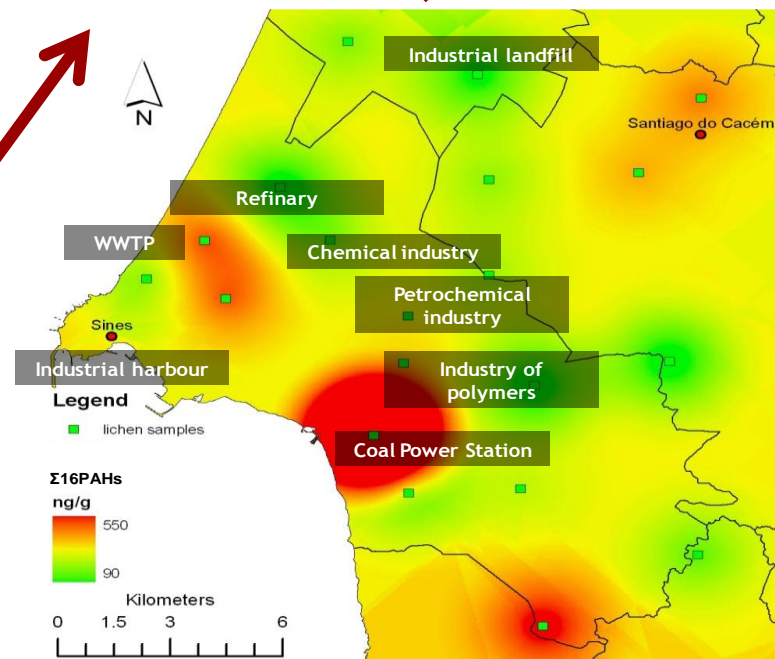 Industrial landfill
N
Santiago do Cacém
Refinary
WWTP
Chemical industry
Petrochemical
industry
Sines
Industrial harbour
Industry of
polymers
Legend
lichen samples
Coal Power Station
Σ16PAHs
ng/g
550
90
Kilometers
0 1.5 3 6